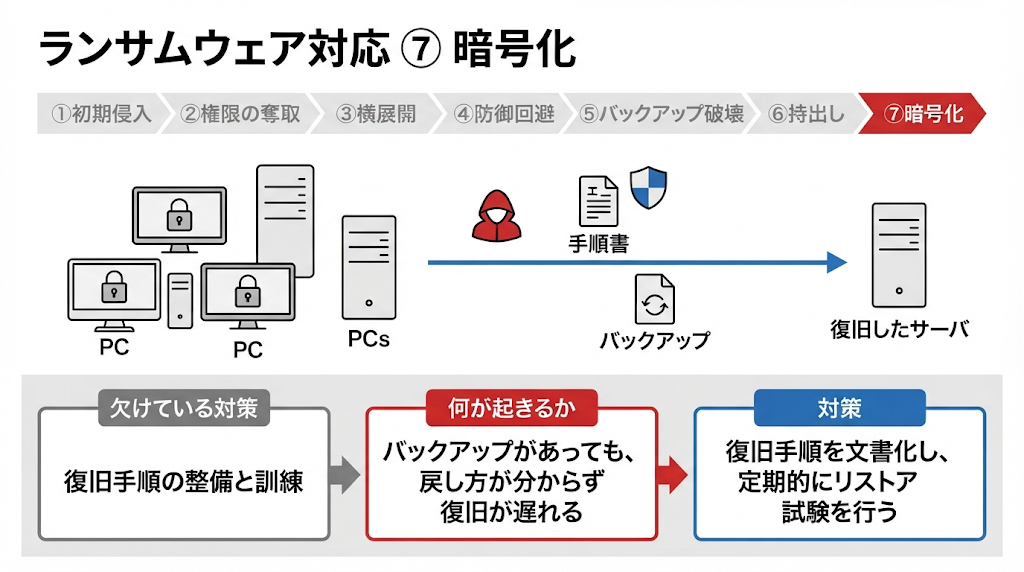 ランサムウェア対応 ⑦ 暗号化
①初期侵入
②権限の奪取
③横展開
④防御回避
⑤バックアップ破壊
⑥持出し
⑦暗号化
手順書
バックアップ
PC
PC
PCs
復旧したサーバ
欠けている対策
復旧手順の整備と訓練
何が起きるか
バックアップがあっても、
戻し方が分からず
復旧が遅れる
対策
復旧手順を文書化し、
定期的にリストア
試験を行う